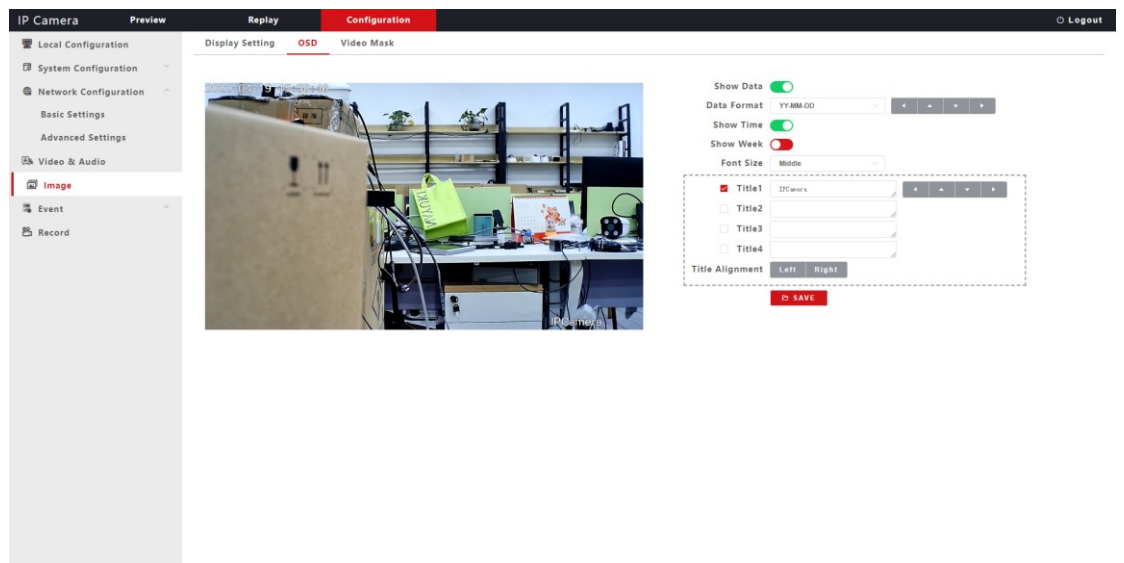 IP Camera Preview Replay Configuration Logout
Local Configuration
System Configuration
Network Configuration
Basic Settings
Advanced Settings
Video & Audio
Image
Event
Record
Display Setting OSD Video Mask
IPCamera
Show Data
Data Format YY-MM-DD
Show Time
Show Week
Font Size Middle
Title1 IPCamera
Title2
Title3
Title4
Title Alignment Left Right
SAVE